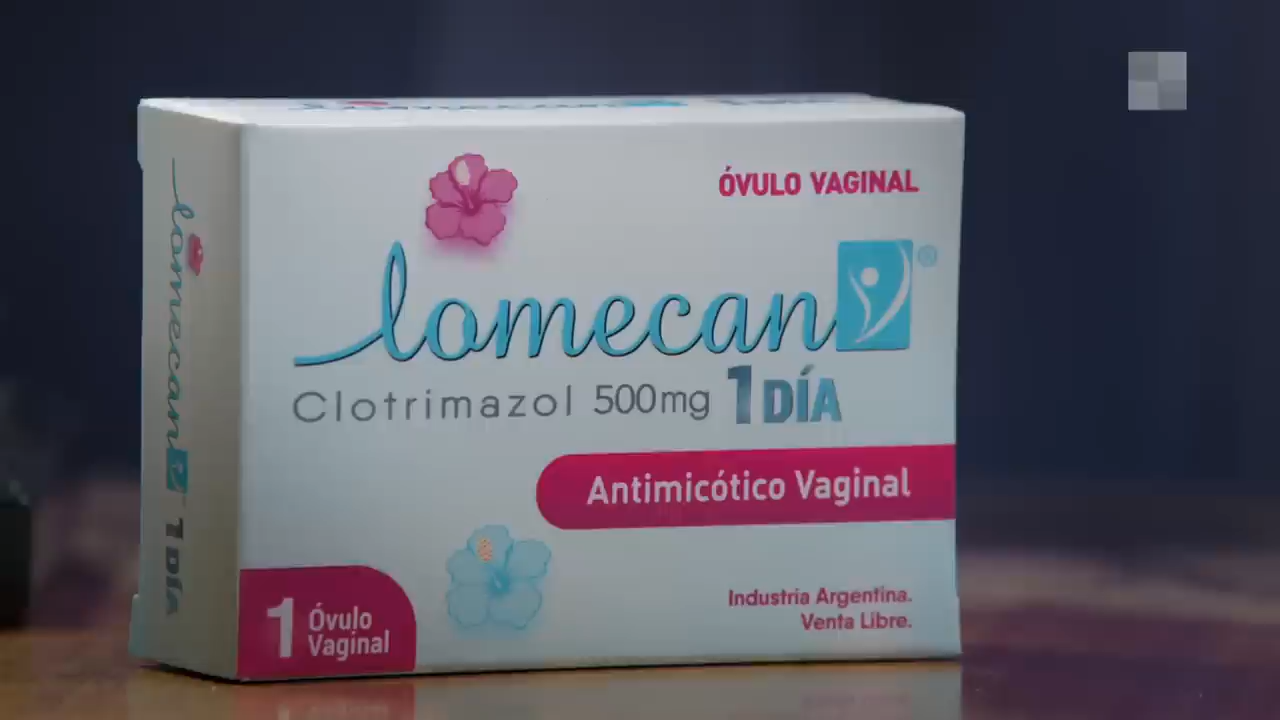 ÓVULO VAGINAL
lomecan®
Clotrimazol 500mg 1 DÍA
Antimicótico Vaginal
1 Óvulo
Vaginal
Industria Argentina.
Venta Libre.
lomecan 1 DÍA